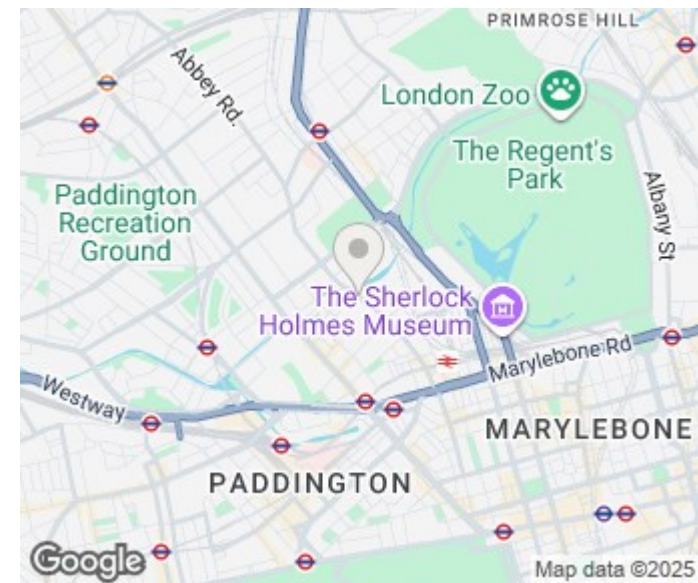 PRIMROSE HILL
Abbey Rd.
London Zoo
The Regent's
Park
Albany St
Paddington
Recreation
Ground
The Sherlock
Holmes Museum
Marylebone Rd
Westway
MARYLEBONE
PADDINGTON
Google
Map data ©2025